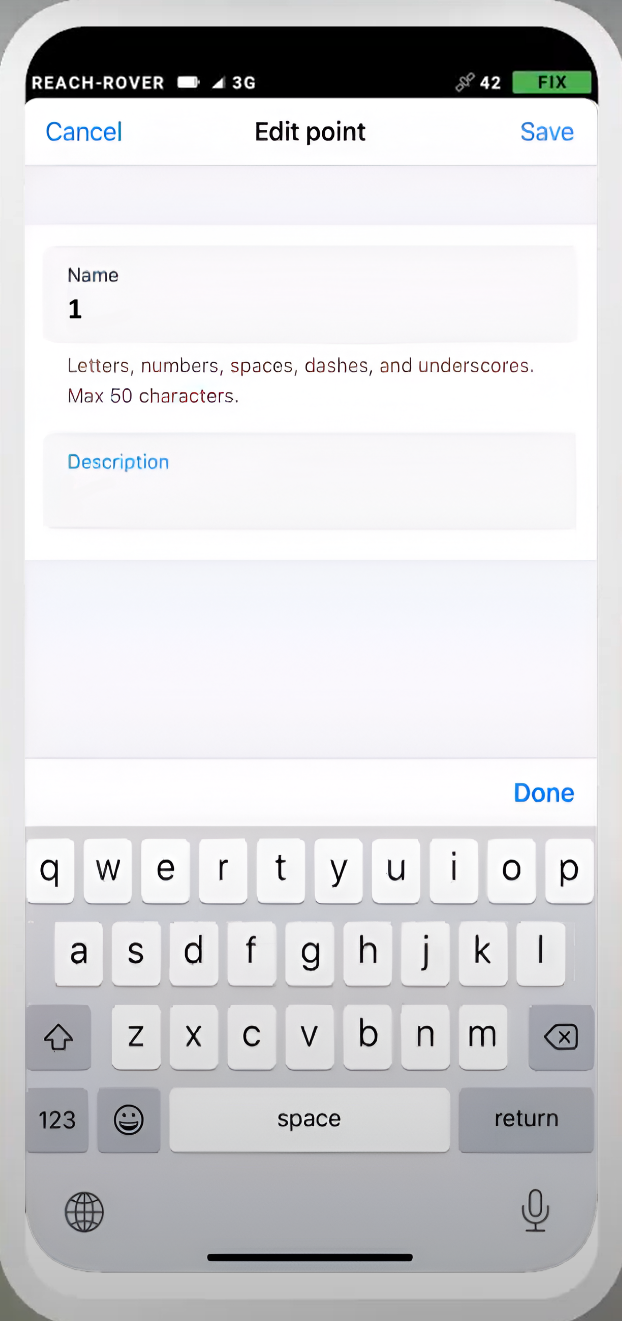 REACH-ROVER 3G 42 FIX
Cancel Edit point Save
Name
1
Letters, numbers, spaces, dashes, and underscores.
Max 50 characters.
Description
Done
q w e r t y u i o p
a s d f g h j k l
z x c v b n m
123 space return